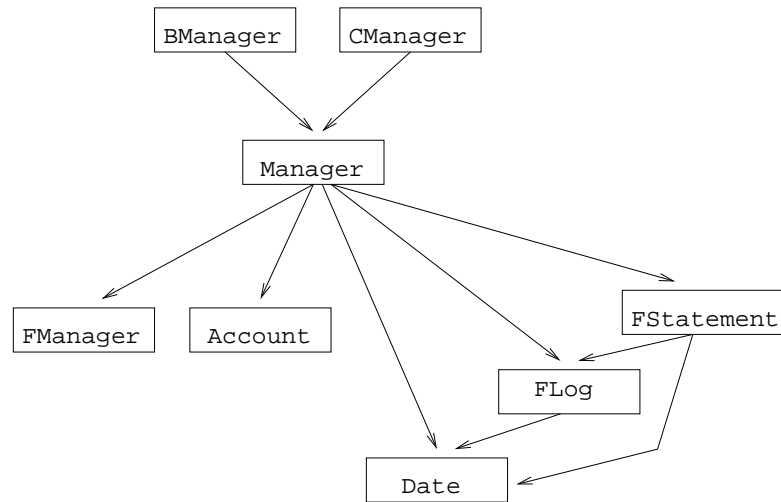 BManager
CManager
Manager
FManager
Account
FStatement
FLog
Date